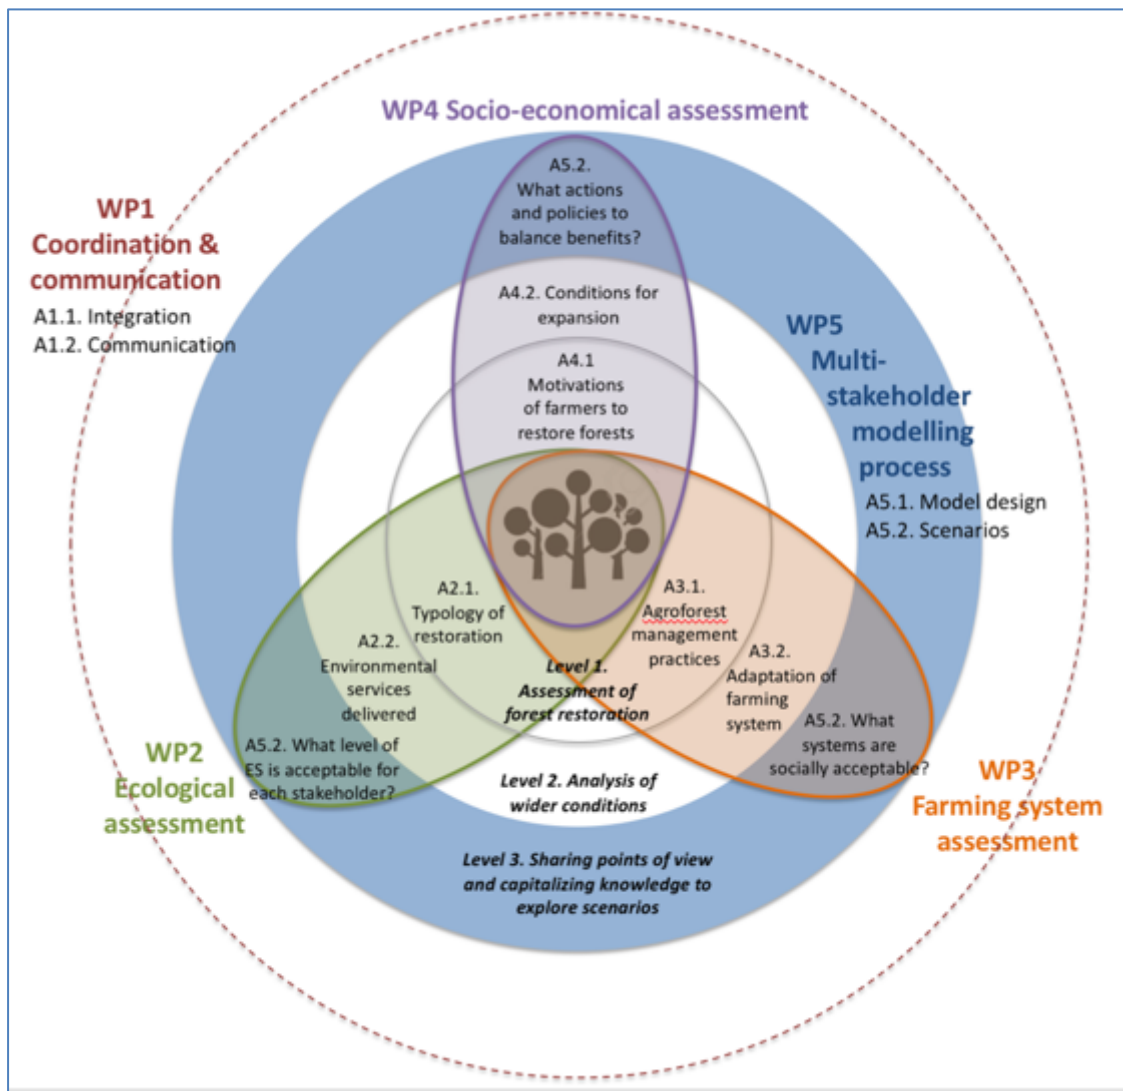 WP4 Socio-economical assessment
A5.2.
What actions
and policies to
balance benefits?
WP1
Coordination &
communication
A1.1. Integration
A1.2. Communication
A4.2. Conditions for
expansion
WP5
Multi-
stakeholder
modelling
process
A5.1. Model design
A5.2. Scenarios
A4.1
Motivations
of farmers to
restore forests
A2.1.
Typology of
restoration
A2.2.
Environmental
services
delivered
A3.1.
Agroforest
management
practices
A3.2.
Adaptation of
farming
system
Level 1.
Assessment of
forest restoration
A5.2. What level of
ES is acceptable for
each stakeholder?
A5.2. What
systems are
socially acceptable?
WP2
Ecological
assessment
WP3
Farming system
assessment
Level 2. Analysis of
wider conditions
Level 3. Sharing points of view
and capitalizing knowledge to
explore scenarios